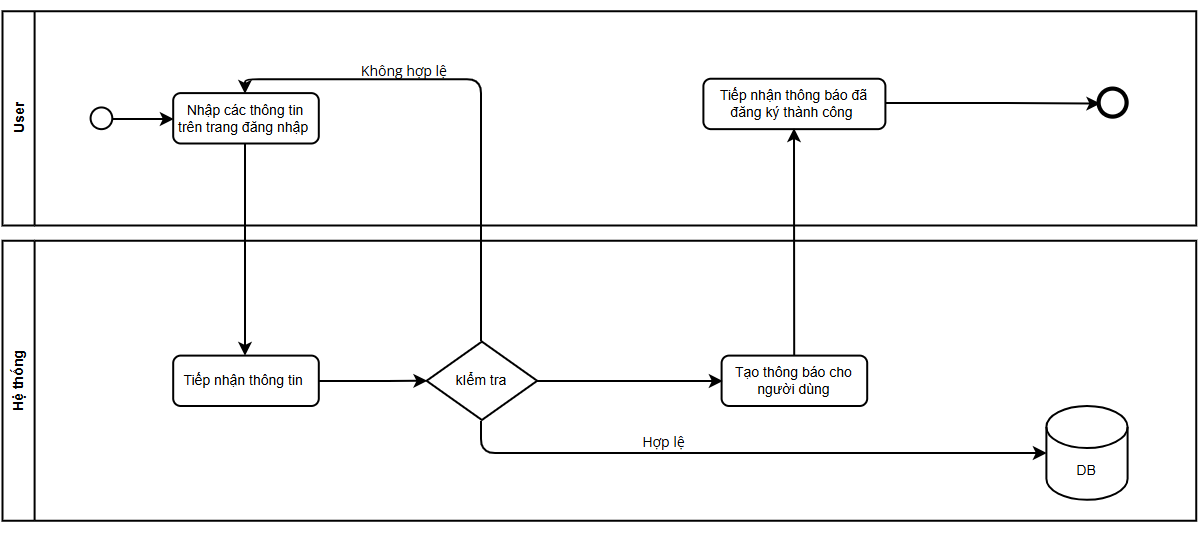 User
Không hợp lệ
Nhập các thông tin
trên trang đăng nhập
Tiếp nhận thông báo đã
đăng ký thành công
Hệ thống
Tiếp nhận thông tin
kiểm tra
Tạo thông báo cho
người dùng
Hợp lệ
DB